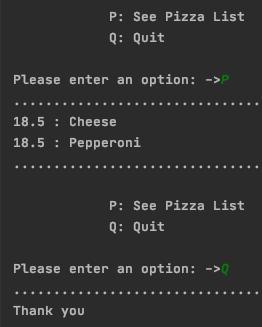 P: See Pizza List
Q: Quit
Please enter an option: ->P
................................
18.5 : Cheese
18.5 : Pepperoni
................................
P: See Pizza List
Q: Quit
Please enter an option: ->Q
................................
Thank you